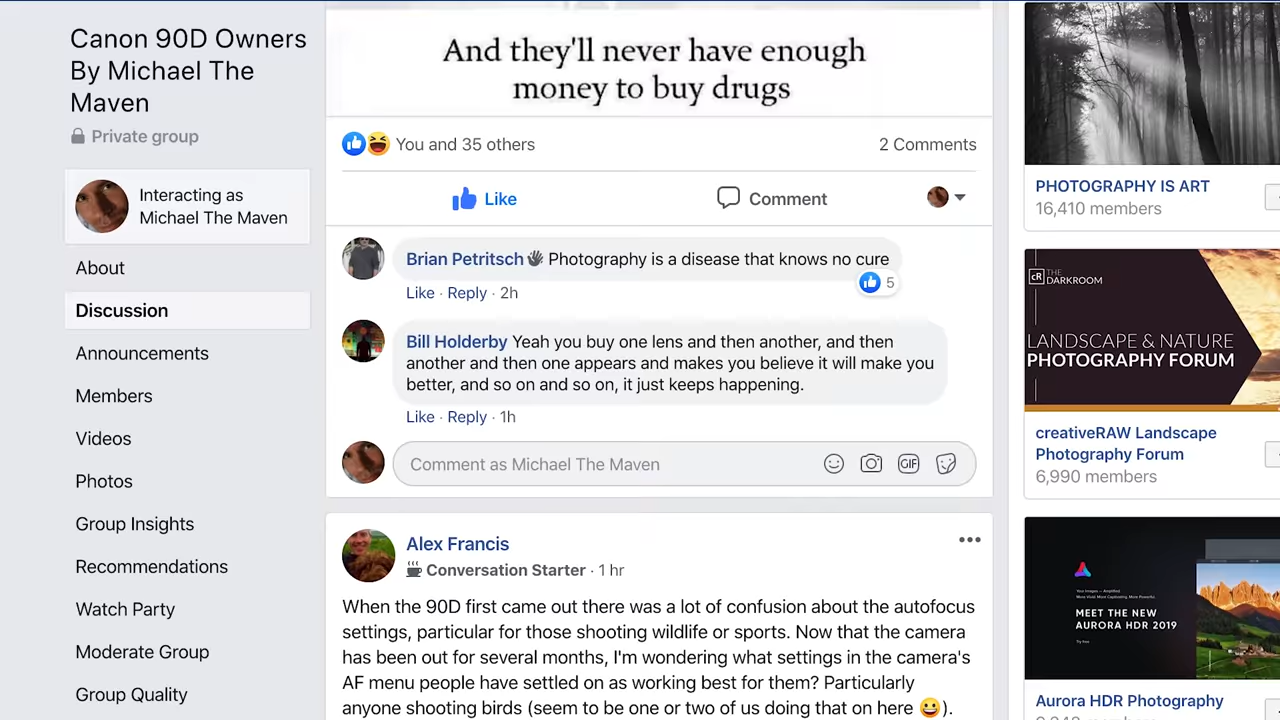 Canon 90D Owners
By Michael The
Maven
Private group
Interacting as
Michael The Maven
About
Discussion
Announcements
Members
Videos
Photos
Group Insights
Recommendations
Watch Party
Moderate Group
Group Quality
And they'll never have enough
money to buy drugs
You and 35 others
2 Comments
Like
Comment
Brian Petritsch Photography is a disease that knows no cure
5
Like · Reply · 2h
Bill Holderby Yeah you buy one lens and then another, and then
another and then one appears and makes you believe it will make you
better, and so on and so on, it just keeps happening.
Like · Reply · 1h
Comment as Michael The Maven
GIF
Alex Francis
Conversation Starter · 1 hr
When the 90D first came out there was a lot of confusion about the autofocus
settings, particular for those shooting wildlife or sports. Now that the camera
has been out for several months, I'm wondering what settings in the camera's
AF menu people have settled on as working best for them? Particularly
anyone shooting birds (seem to be one or two of us doing that on here 😀).
PHOTOGRAPHY IS ART
16,410 members
cR THE
DARKROOM
LANDSCAPE & NATURE
PHOTOGRAPHY FORUM
creativeRAW Landscape
Photography Forum
6,990 members
MEET THE NEW
AURORA HDR 2019
Try free
Aurora HDR Photography